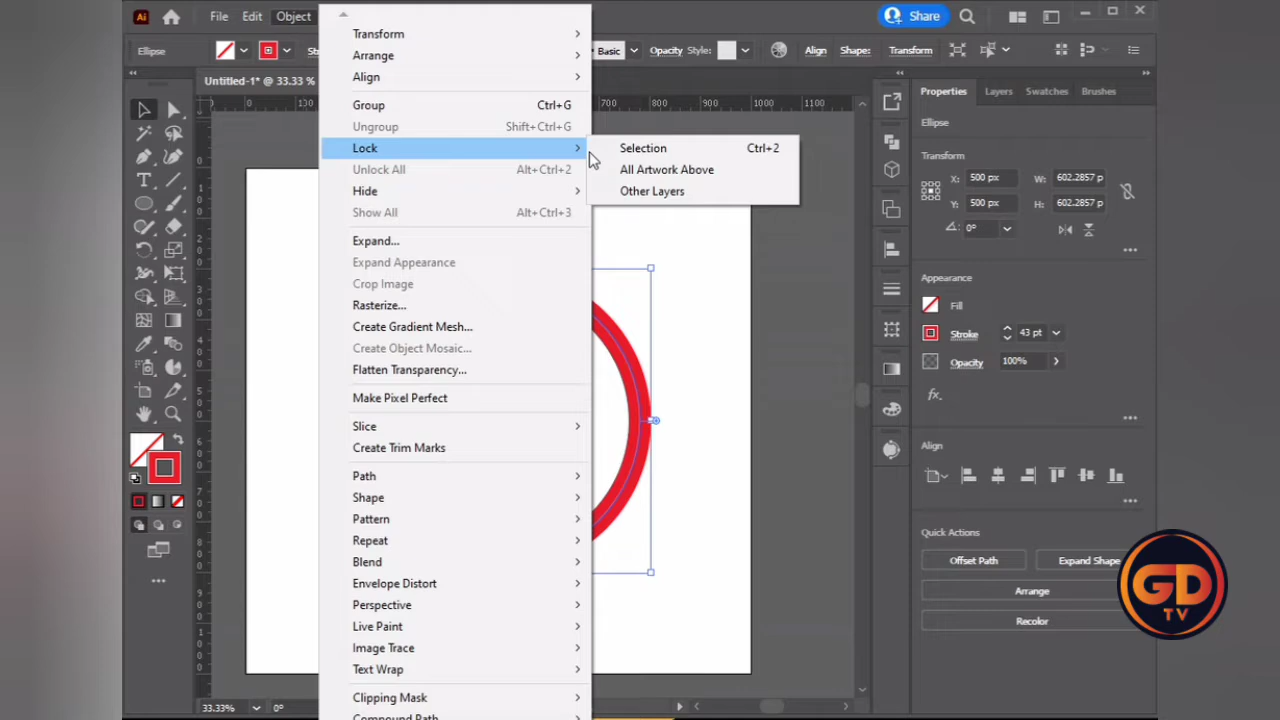 Ai
File Edit Object
Share
Ellipse
Basic
Opacity Style:
Align
Shape:
Transform
Untitled-1* @ 33.33 %
0
700 800 900 1000 1100
Transform
Arrange
Align
Group Ctrl+G
Ungroup Shift+Ctrl+G
Lock
Unlock All Alt+Ctrl+2
Hide
Show All Alt+Ctrl+3
Expand...
Expand Appearance
Crop Image
Rasterize...
Create Gradient Mesh...
Create Object Mosaic...
Flatten Transparency...
Make Pixel Perfect
Slice
Create Trim Marks
Path
Shape
Pattern
Repeat
Blend
Envelope Distort
Perspective
Live Paint
Image Trace
Text Wrap
Clipping Mask
Compound Path
Selection Ctrl+2
All Artwork Above
Other Layers
Properties Layers Swatches Brushes
Ellipse
Transform
X: 500 px W: 602.2857 p
Y: 500 px H: 602.2857 p
0°
Appearance
Fill
Stroke 43 pt
Opacity 100%
fx.
Align
Quick Actions
Offset Path Expand Shape
Arrange
Recolor
GD
TV
33.33% 0°